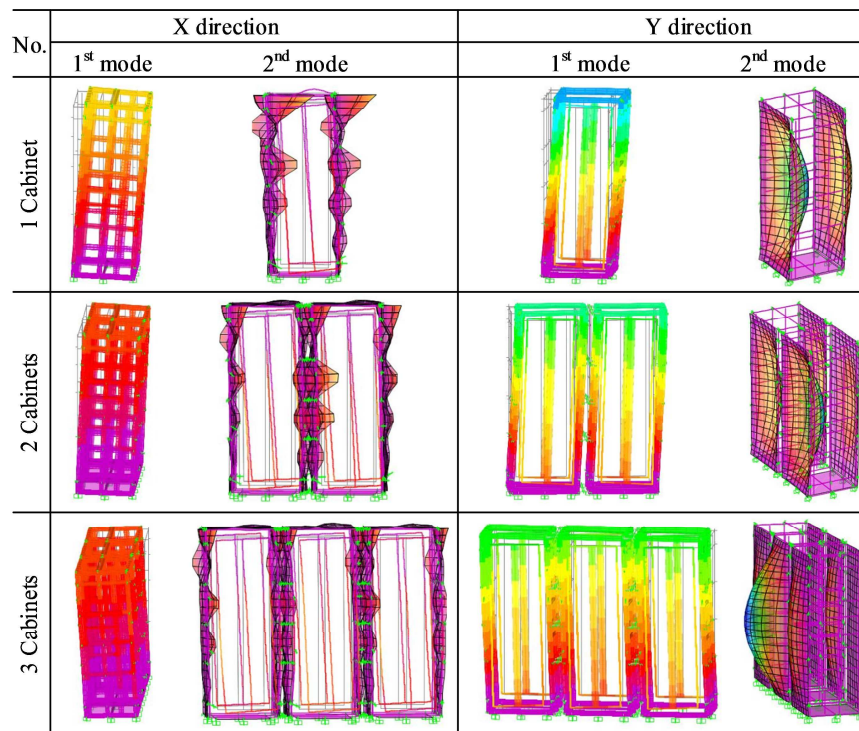 No.
X direction
Y direction
1st mode
2nd mode
1st mode
2nd mode
1 Cabinet
2 Cabinets
3 Cabinets